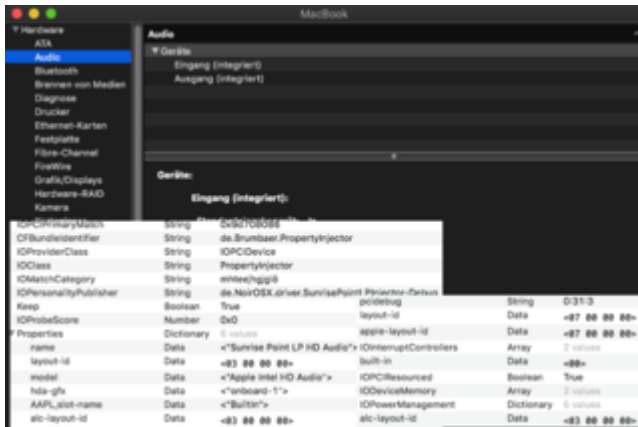 MacBook
Hardware
ATA
Audio
Bluetooth
Brennen von Medien
Diagnose
Drucker
Ethernet-Karten
Festplatte
Fibre-Channel
FireWire
Grafik/Displays
Hardware-RAID
Kamera
Audio
Geräte
Eingang (integriert)
Ausgang (integriert)
Geräte:
Eingang (integriert):
IOPCIPrimaryMatch String 0x9d708086
CFBundleIdentifier String de.Brumbaer.PropertyInjector
IOProviderClass String IOPCIDevice
IOClass String PropertyInjector
IOMatchCategory String
IOPersonalityPublisher String de.NoirOSX.driver.SunrisePoint
Keep Boolean True
IOProbeScore Number 0x0
Properties Dictionary 6 values
name Data <"Sunrise Point LP HD Audio">
layout-id Data <03 00 00 00>
model Data <"Apple Intel HD Audio">
hda-gfx Data <"onboard-1">
AAPL,slot-name Data <"Builtin">
alc-layout-id Data <03 00 00 00>
pcidebug String 0:31:3
layout-id Data <07 00 00 00>
apple-layout-id Data <07 00 00 00>
IOInterruptControllers Array 2 values
built-in Data <00>
IOPCIResourced Boolean True
IODeviceMemory Array 2 values
IOPowerManagement Dictionary 5 values
alc-layout-id Data <03 00 00 00>